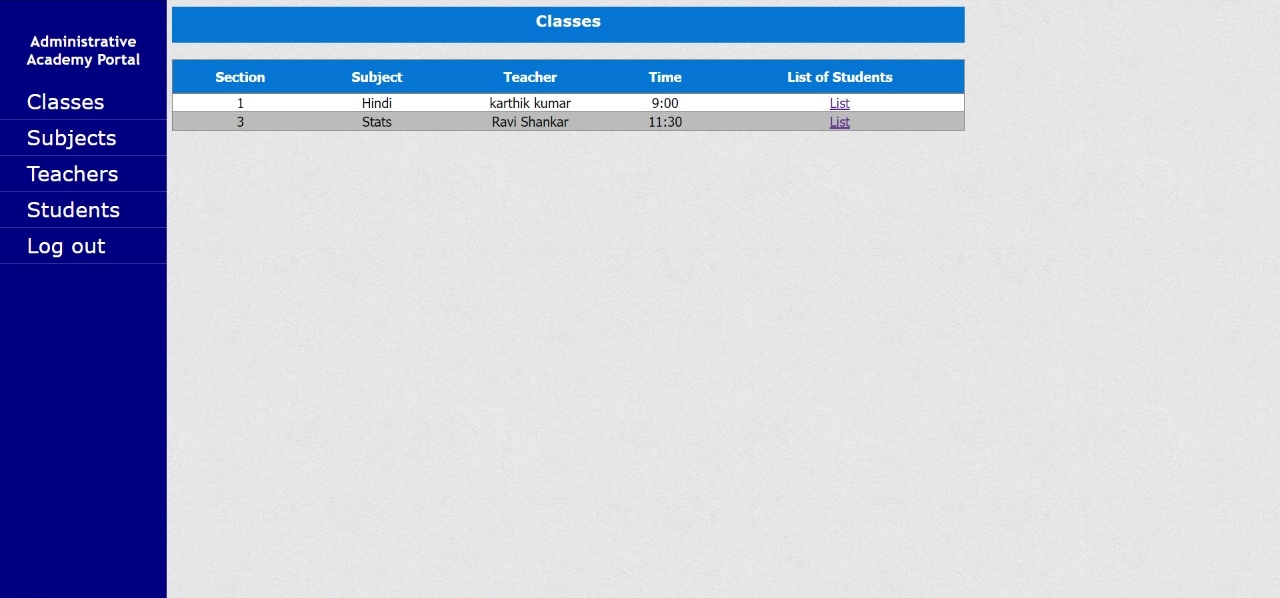 Administrative
Academy Portal
Classes
Subjects
Teachers
Students
Log out
Classes
Section Subject Teacher Time List of Students
1 Hindi karthik kumar 9:00 List
3 Stats Ravi Shankar 11:30 List